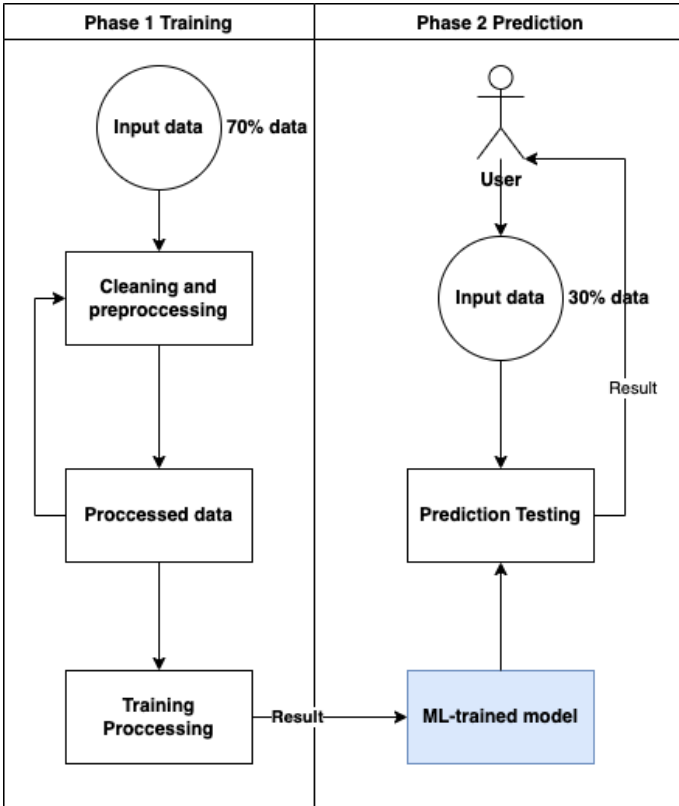 Phase 1 Training
Phase 2 Prediction
Input data
70% data
Cleaning and
preproccessing
Proccessed data
Training
Proccessing
Result
User
Input data
30% data
Result
Prediction Testing
ML-trained model